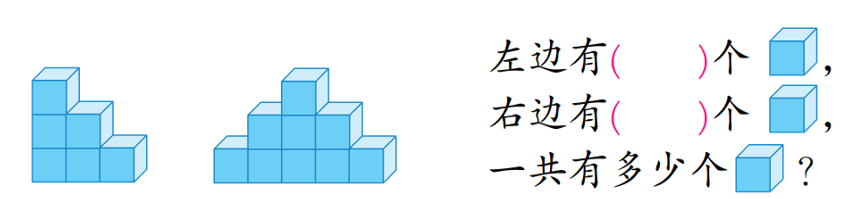 左边有( )个 ,
右边有( )个 ,
一共有多少个 ?